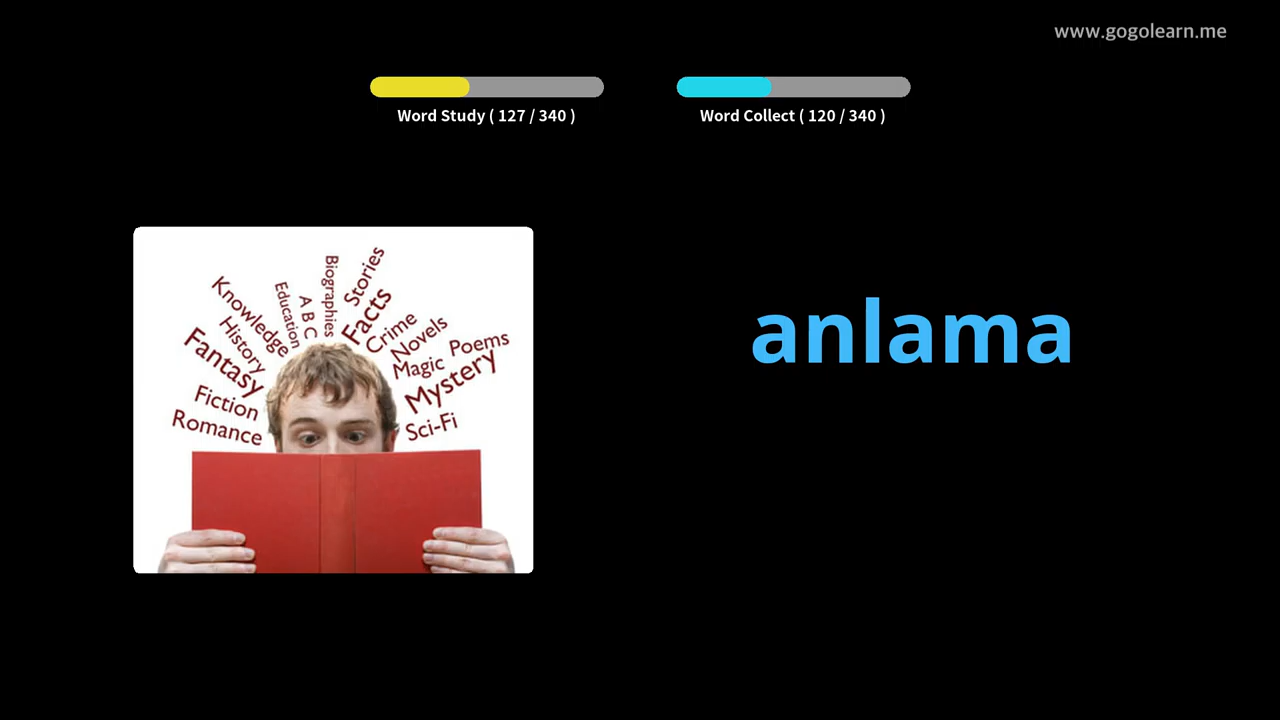 www.gogolearn.me
Word Study ( 127 / 340 )
Word Collect ( 120 / 340 )
anlama
Romance
Fiction
Fantasy
History
Knowledge
Education
A B C
Biographies
Stories
Facts
Crime
Novels
Magic
Poems
Mystery
Sci-Fi